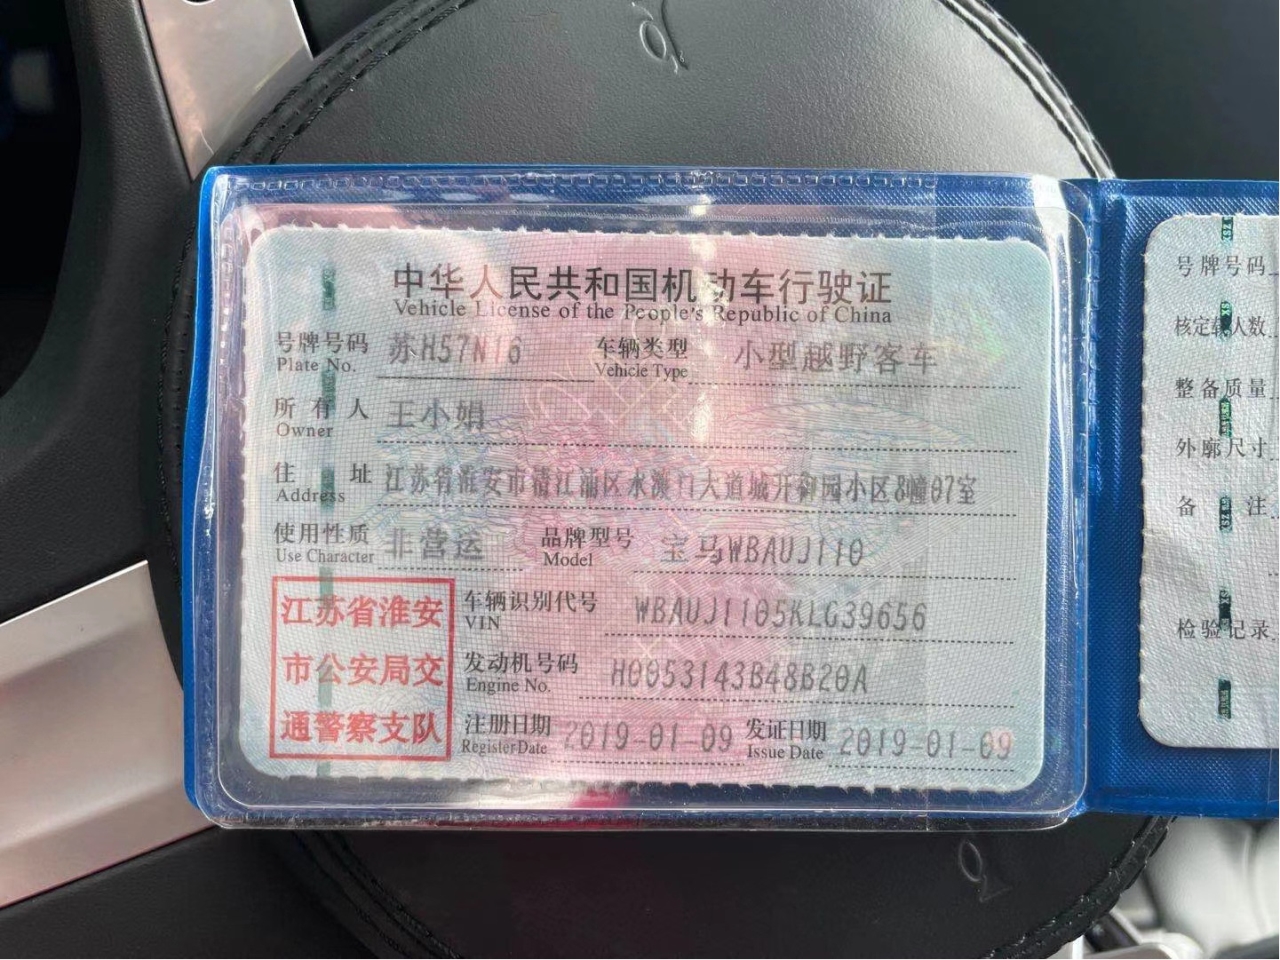 中华人民共和国机动车行驶证
Vehicle License of the People's Republic of China
号牌号码 苏H57N16 车辆类型 小型越野客车
Plate No. Vehicle Type
所有人 王小娟
Owner
住址 江苏省淮安市清江浦区水渡口大道城开御园小区8幢07室
Address
使用性质 非营运 品牌型号 宝马WBAUJ110
Use Character Model
江苏省淮安
市公安局交
通警察支队
车辆识别代号 WBAUJ1105KLG39656
VIN
发动机号码 H0053143B48B20A
Engine No.
注册日期 2019-01-09 发证日期 2019-01-09
Register Date Issue Date
号牌号码
核定载人数
整备质量
外廓尺寸
备注
检验记录